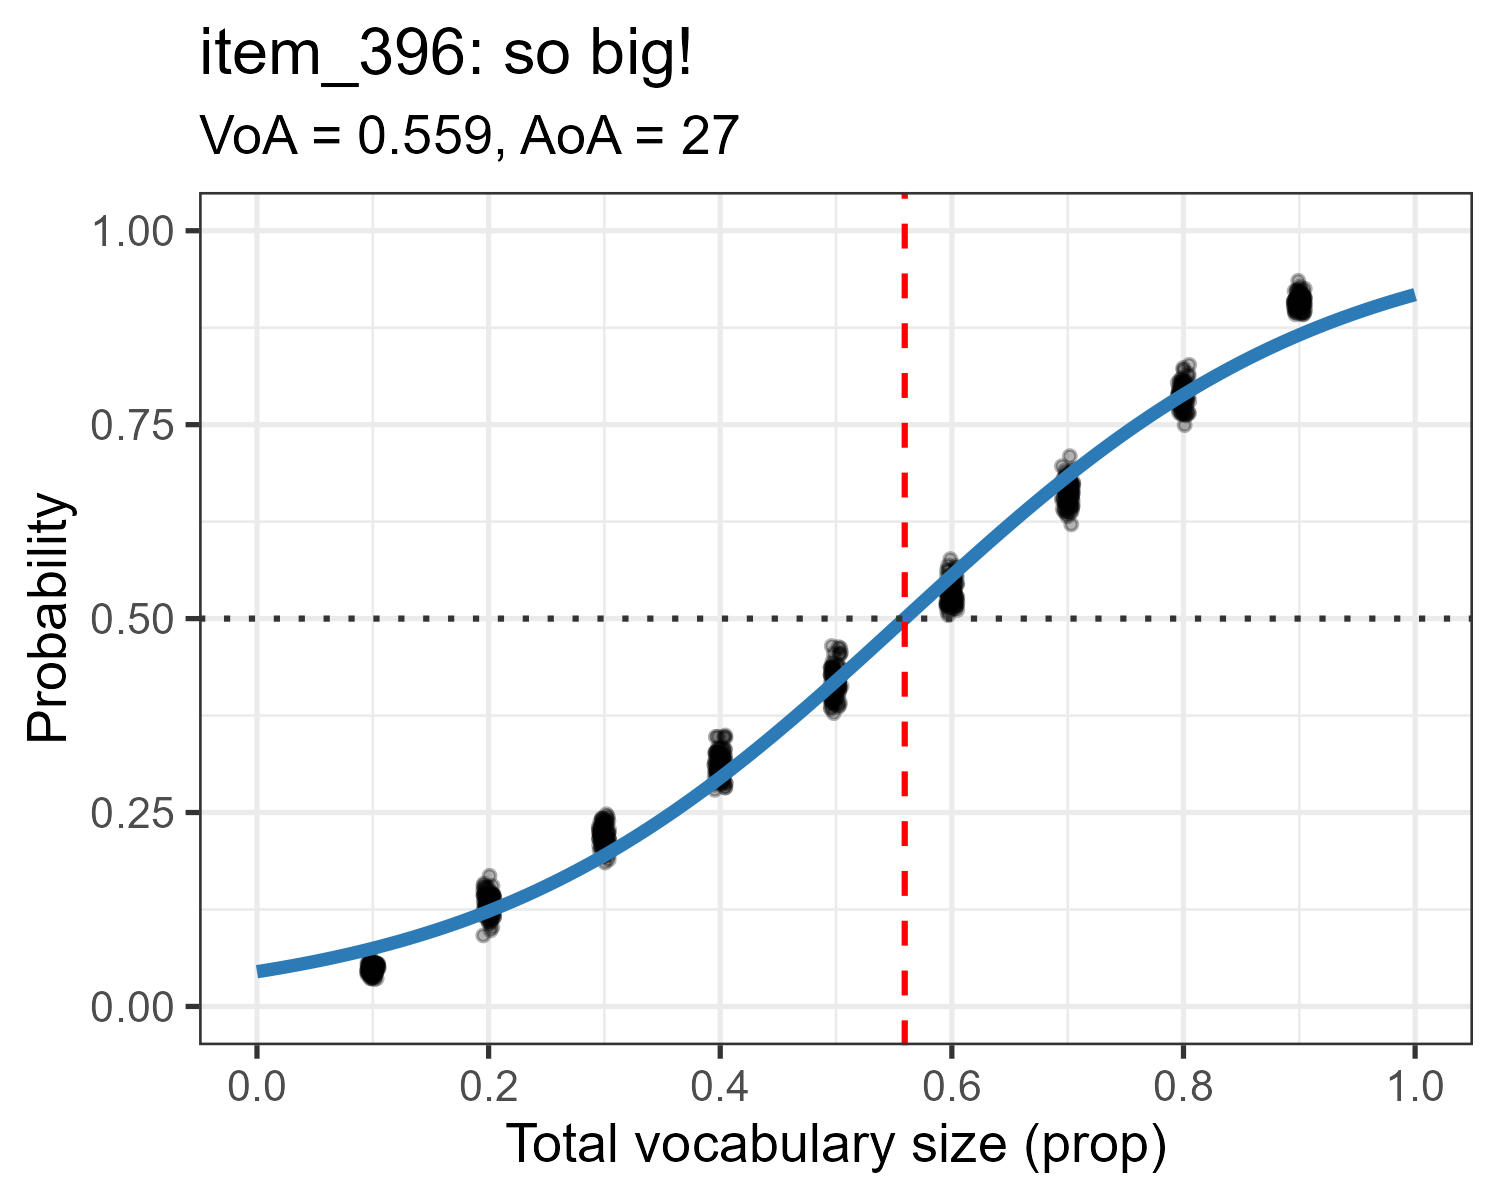 item_396: so big!
VoA = 0.559, AoA = 27
1.00
0.75
0.50
0.25
0.00
Probability
0.0 0.2 0.4 0.6 0.8 1.0
Total vocabulary size (prop)